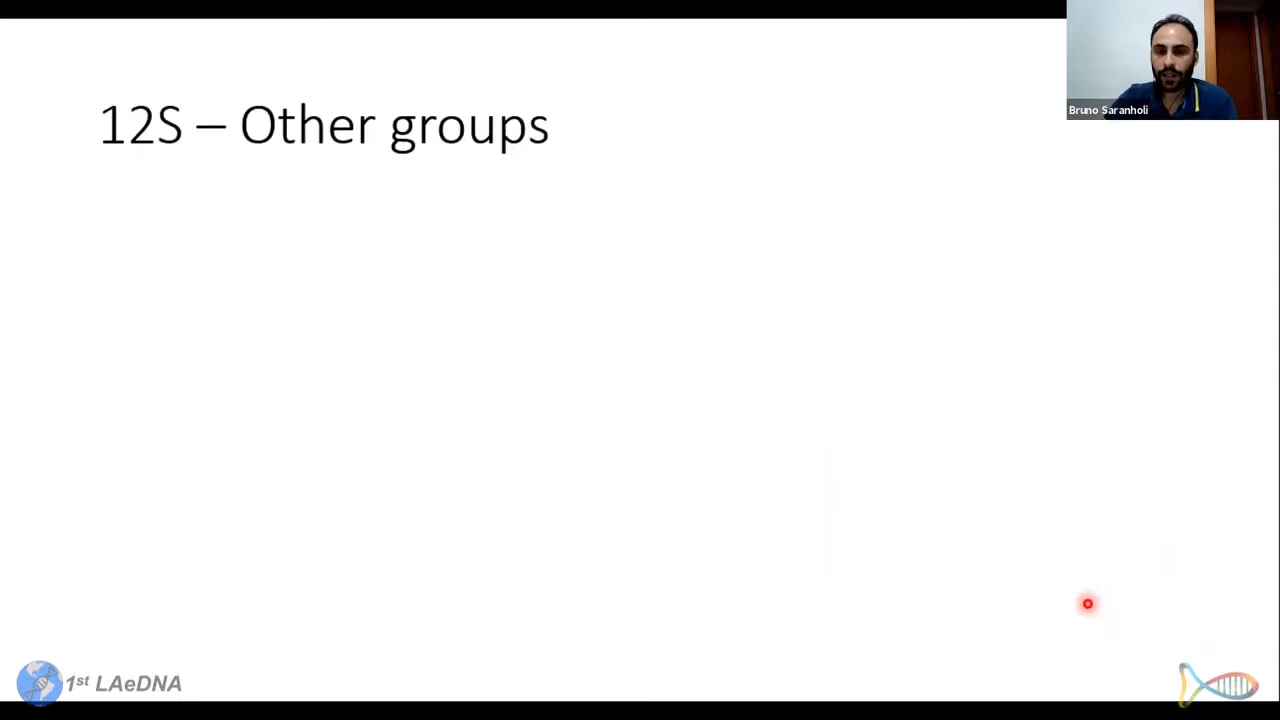 12S – Other groups
Bruno Saranholi
1st LAeDNA